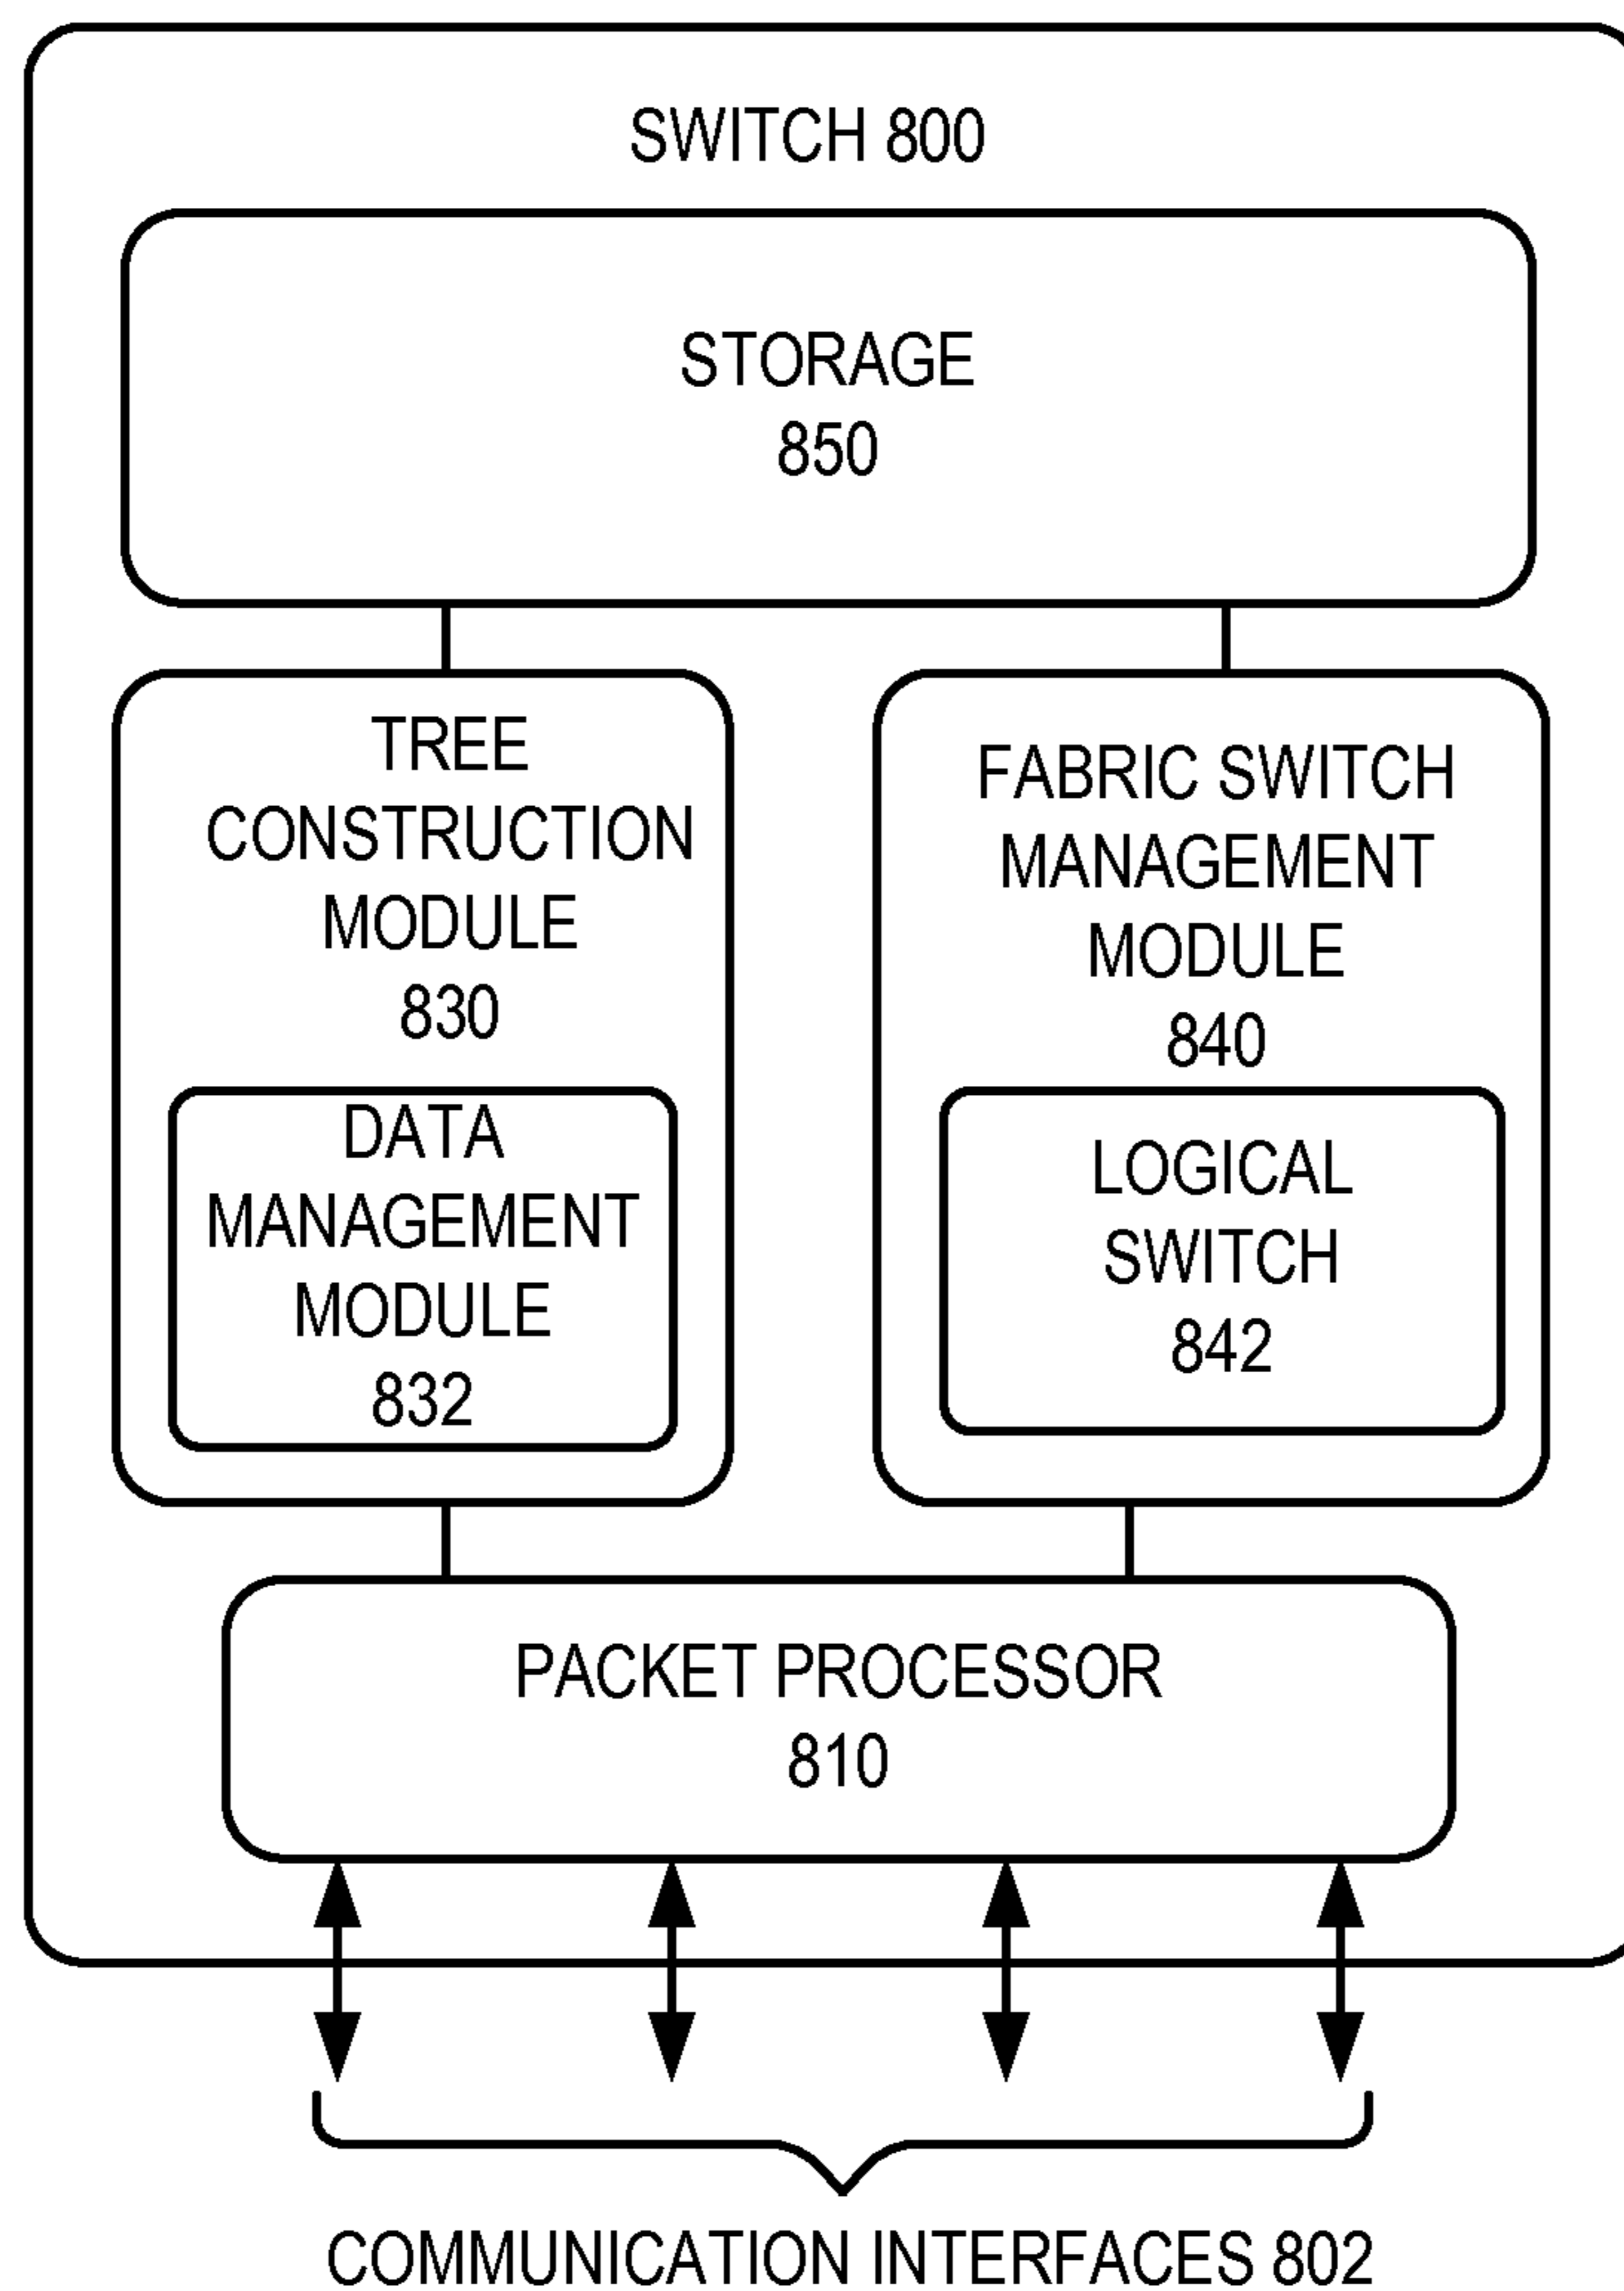 SWITCH 800
STORAGE
850
TREE
CONSTRUCTION
MODULE
830
DATA
MANAGEMENT
MODULE
832
FABRIC SWITCH
MANAGEMENT
MODULE
840
LOGICAL
SWITCH
842
PACKET PROCESSOR
810
COMMUNICATION INTERFACES 802